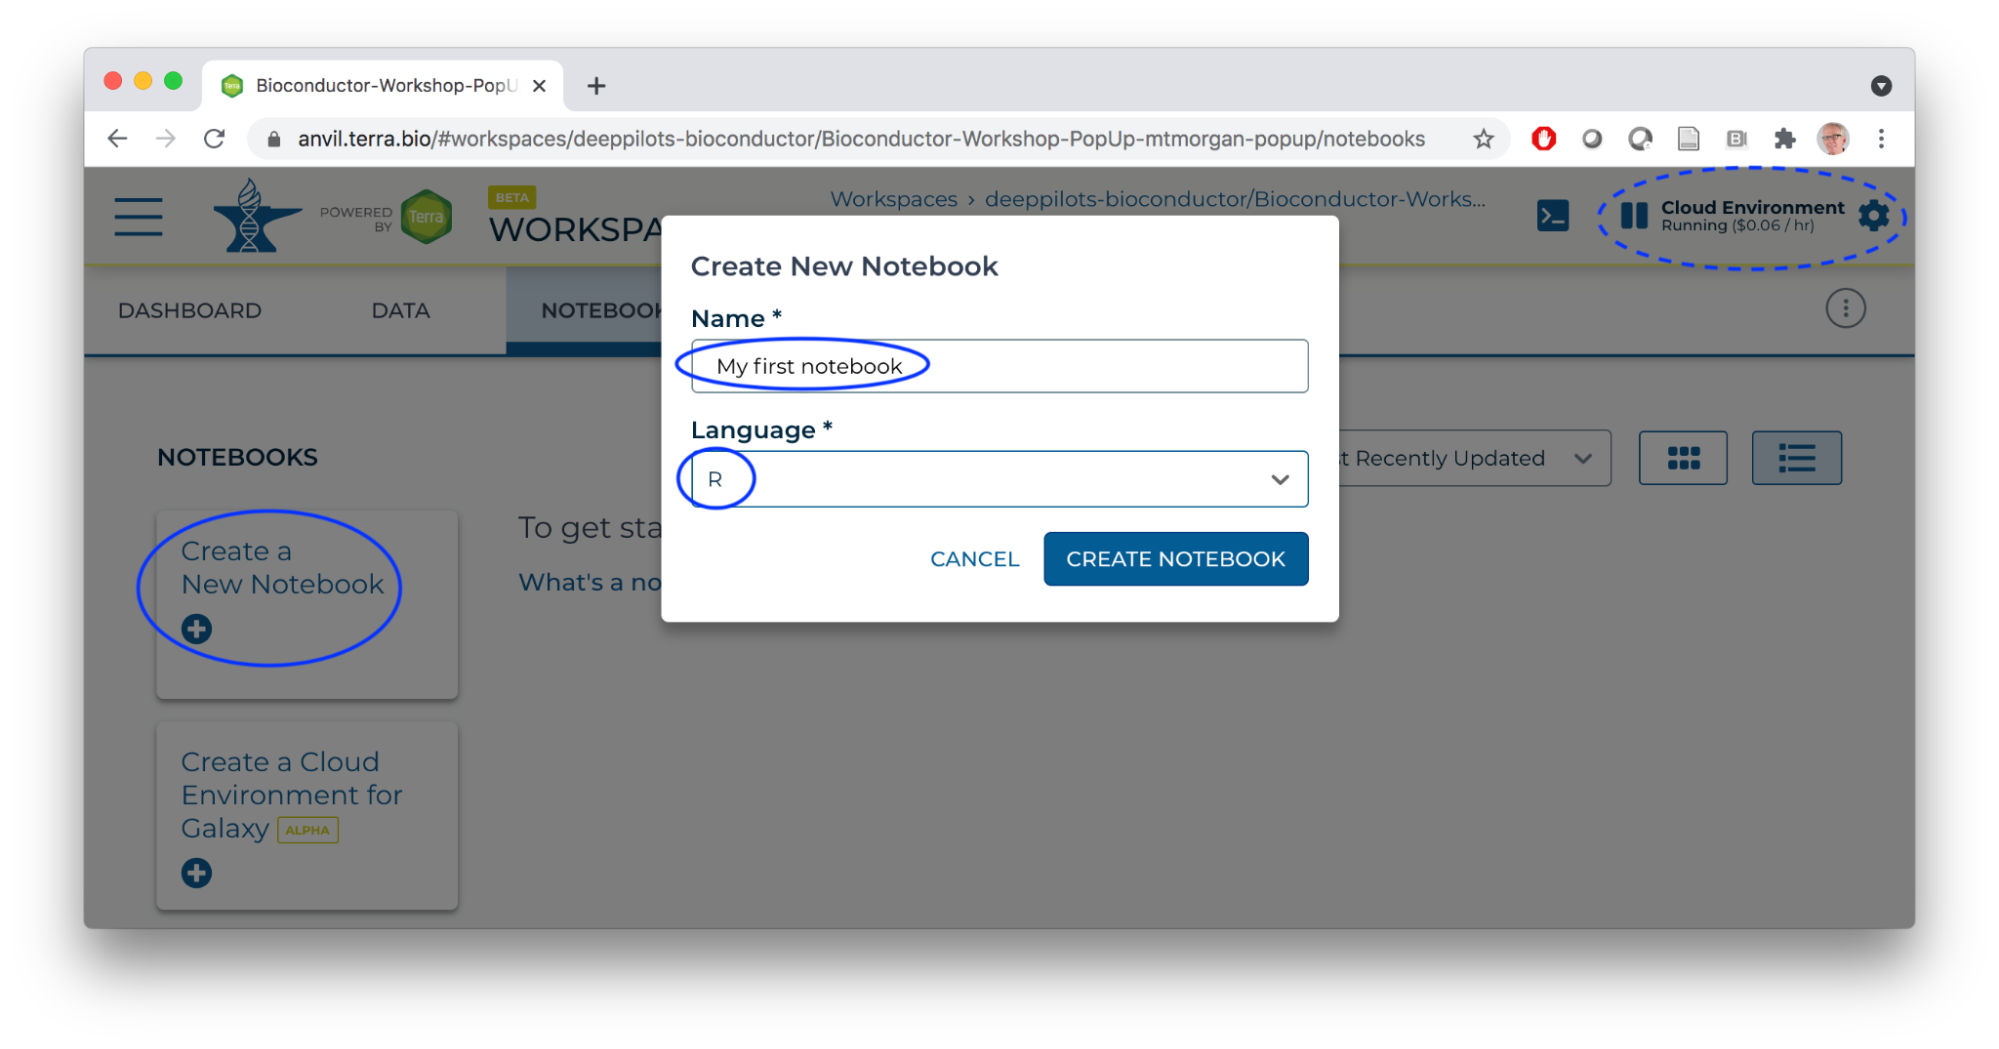 Bioconductor-Workshop-PopU
anvil.terra.bio/#workspaces/deeppilots-bioconductor/Bioconductor-Workshop-PopUp-mtmorgan-popup/notebooks
POWERED BY
Terra
BETA
WORKSPA
Workspaces › deeppilots-bioconductor/Bioconductor-Works...
Cloud Environment
Running ($0.06 / hr)
DASHBOARD
DATA
NOTEBOOK
Create New Notebook
Name *
My first notebook
Language *
R
CANCEL
CREATE NOTEBOOK
NOTEBOOKS
t Recently Updated
Create a
New Notebook
To get sta
What's a no
Create a Cloud
Environment for
Galaxy ALPHA